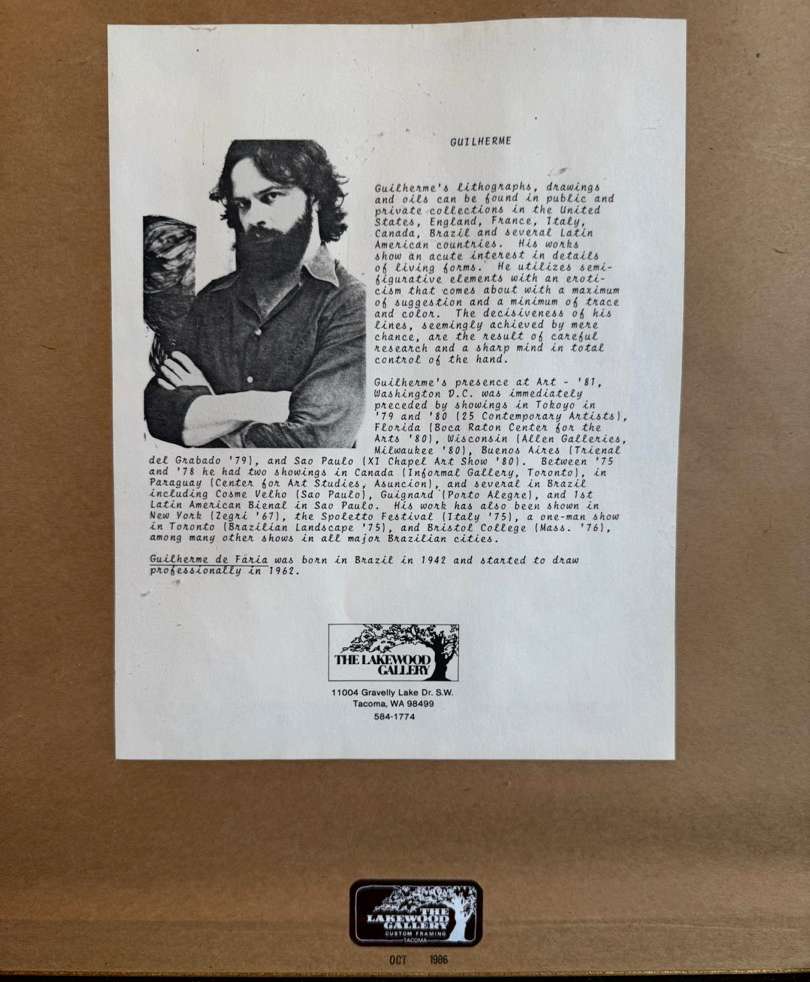 GUILHERME
Guilherme's lithographs, drawings
and oils can be found in public and
private collections in the United
States, England, France, Italy,
Canada, Brazil and several Latin
American countries. His works
show an acute interest in details
of living forms. He utilizes semi-
figurative elements with an eroti-
cism that comes about with a maximum
of suggestion and a minimum of trace
and color. The decisiveness of his
lines, seemingly achieved by mere
chance, are the result of careful
research and a sharp mind in total
control of the hand.
Guilherme's presence at Art - '81,
Washington D.C. was immediately
preceded by showings in Tokoyo in
'79 and '80 (25 Contemporary Artists),
Florida (Boca Raton Center for the
Arts '80), Wisconsin (Allen Galleries,
Milwaukee '80), Buenos Aires (Trienal
del Grabado '79), and Sao Paulo (XI Chapel Art Show '80). Between '75
and '78 he had two showings in Canada (Informal Gallery, Toronto), in
Paraguay (Center for Art Studies, Asuncion), and several in Brazil
including Cosme Velho (Sao Paulo), Guignard (Porto Alegre), and 1st
Latin American Bienal in Sao Paulo. His work has also been shown in
New York (Zegri '67), the Spoletto Festival (Italy '75), a one-man show
in Toronto (Brazilian Landscape '75), and Bristol College (Mass. '76),
among many other shows in all major Brazilian cities.
Guilherme de Faria was born in Brazil in 1942 and started to draw
professionally in 1962.
THE LAKEWOOD
GALLERY
11004 Gravelly Lake Dr. S.W.
Tacoma, WA 98499
584-1774
THE
LAKEWOOD
GALLERY
CUSTOM FRAMING
TACOMA
OCT 1986